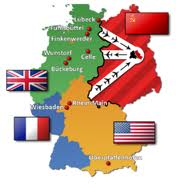 Lübeck
Fuhlsbüttel
Finkenwerder
Wunstorf
Celle
Bückeburg
Wiesbaden
Rhein-Main
Oberpfaffenhofen